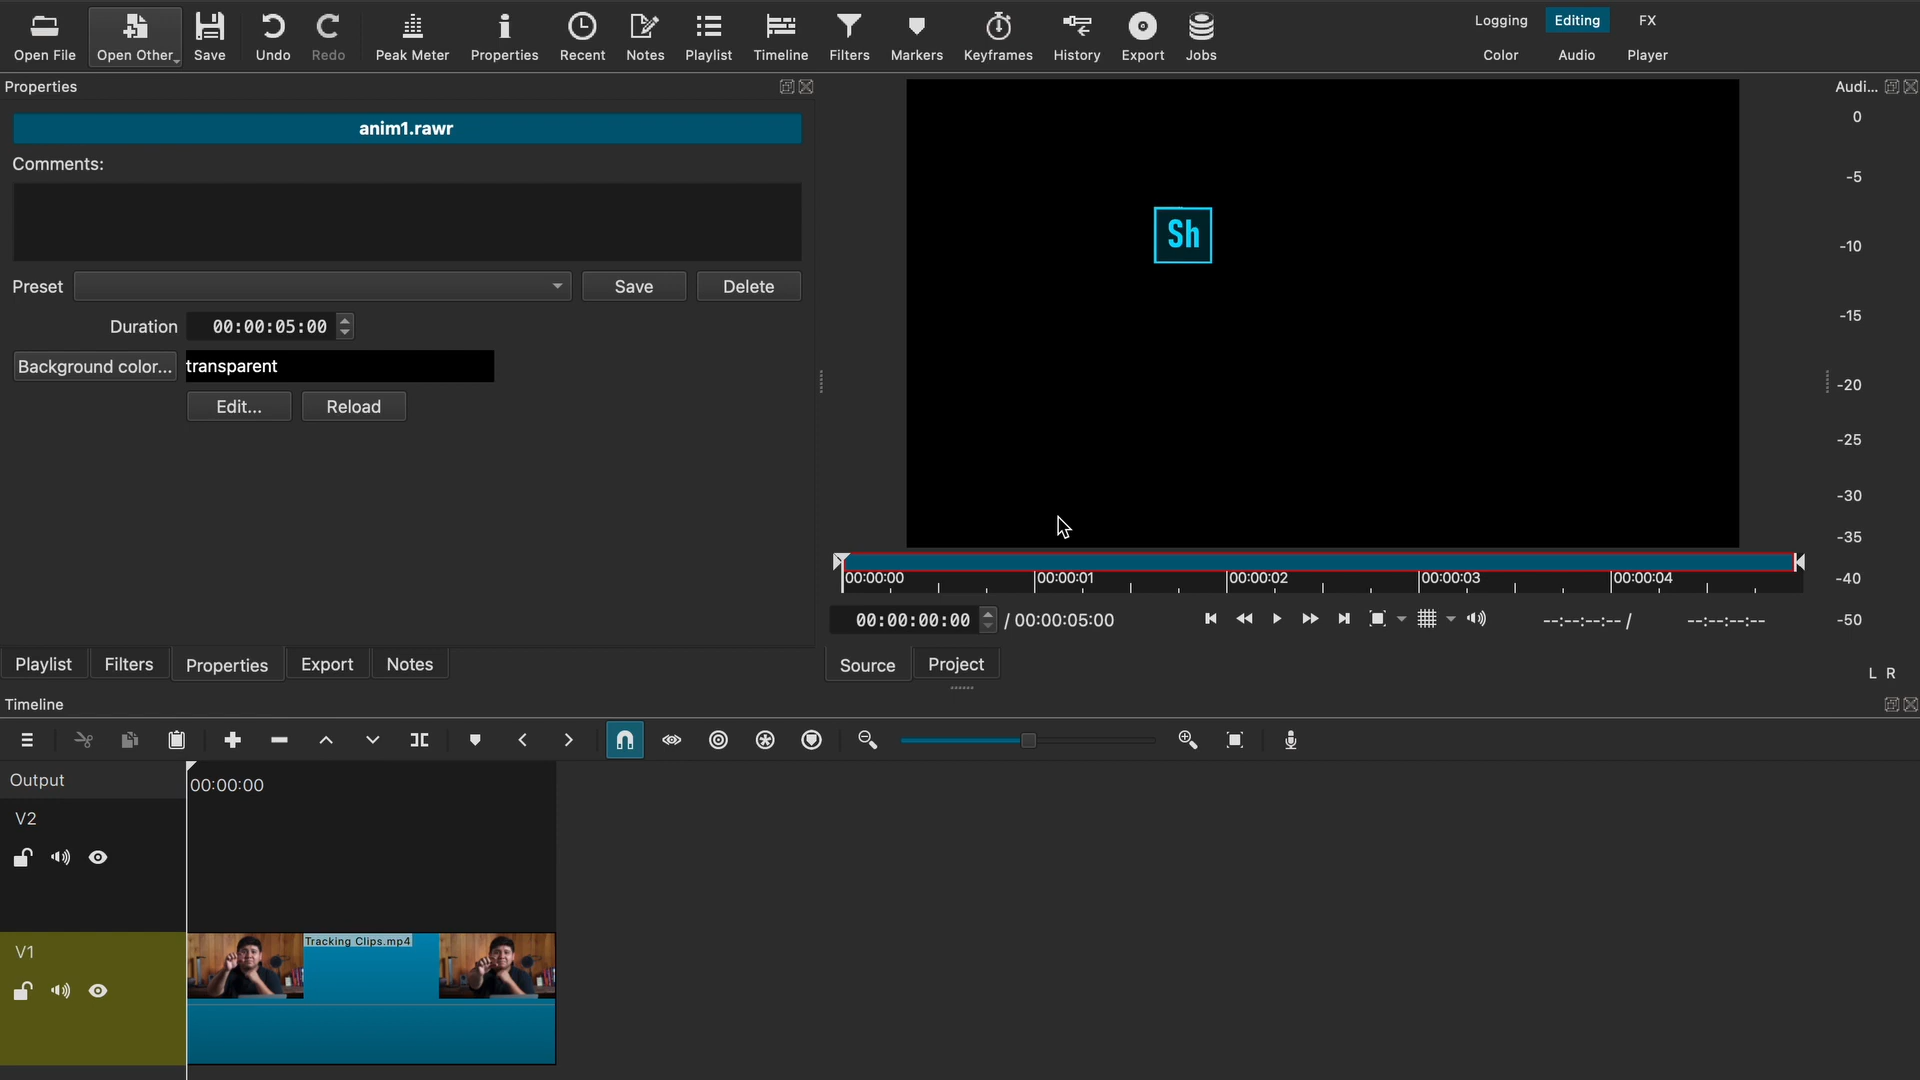 Open File Open Other Save Undo Redo Peak Meter Properties Recent Notes Playlist Timeline Filters Markers Keyframes History Export Jobs
Logging Editing FX
Color Audio Player
Properties
anim1.rawr
Comments:
Preset Save Delete
Duration 00:00:05:00
Background color... transparent
Edit... Reload
Sh
Audi...
0
-5
-10
-15
-20
-25
-30
-35
-40
-50
L R
00:00:00 00:00:01 00:00:02 00:00:03 00:00:04
00:00:00:00 / 00:00:05:00 --:--:--:-- / --:--:--:--
Playlist Filters Properties Export Notes
Source Project
Timeline
Output 00:00:00
V2
V1 Tracking Clips.mp4